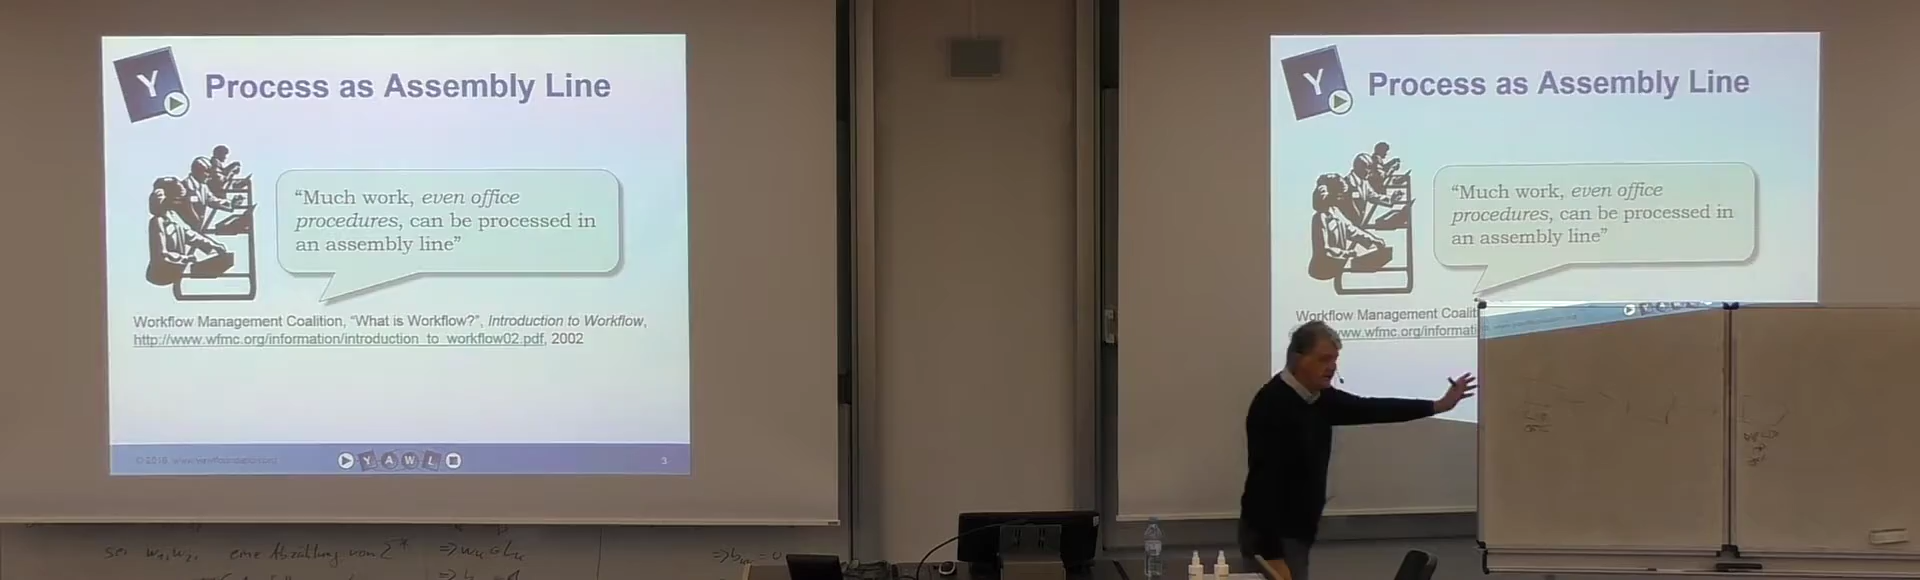 Y
Process as Assembly Line
“Much work, even office
procedures, can be processed in
an assembly line”
Workflow Management Coalition, “What is Workflow?”, Introduction to Workflow,
http://www.wfmc.org/information/introduction_to_workflow02.pdf, 2002
© 2016
YAWL
3
Y
Process as Assembly Line
“Much work, even office
procedures, can be processed in
an assembly line”
Workflow Management Coalit
www.wfmc.org/informati
eine Abzählung von Σ*